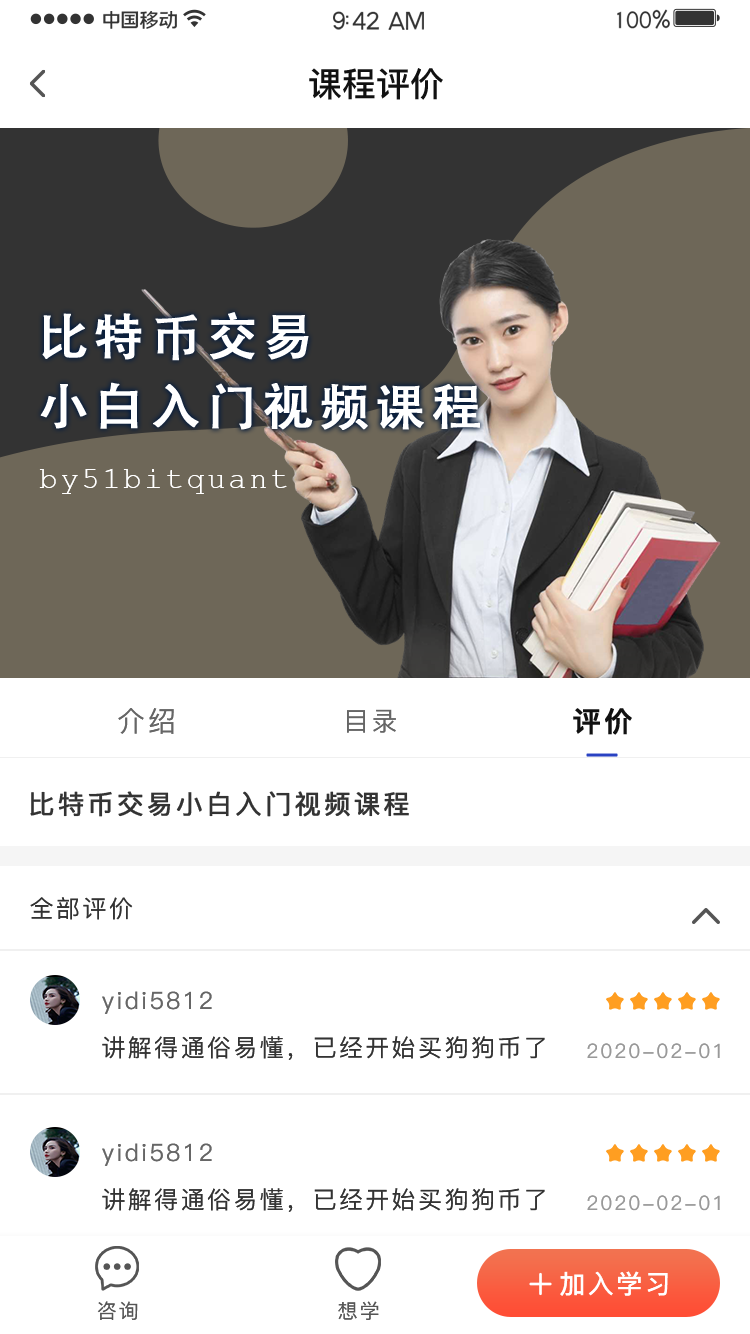 中国移动 9:42 AM 100%
课程评价
比特币交易
小白入门视频课程
by51bitquant
介绍 目录 评价
比特币交易小白入门视频课程
全部评价
yidi5812
讲解得通俗易懂，已经开始买狗狗币了 2020-02-01
yidi5812
讲解得通俗易懂，已经开始买狗狗币了 2020-02-01
咨询 想学 +加入学习